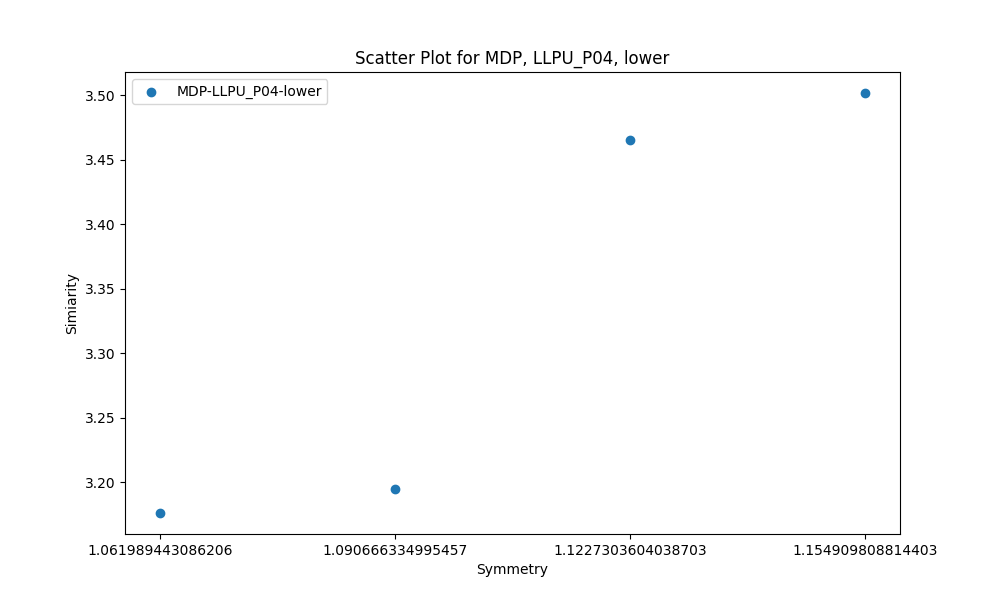 Scatter Plot for MDP, LLPU_P04, lower
MDP-LLPU_P04-lower
3.50
3.45
3.40
3.35
3.30
3.25
3.20
Simiarity
1.061989443086206
1.090666334995457
1.1227303604038703
1.154909808814403
Symmetry